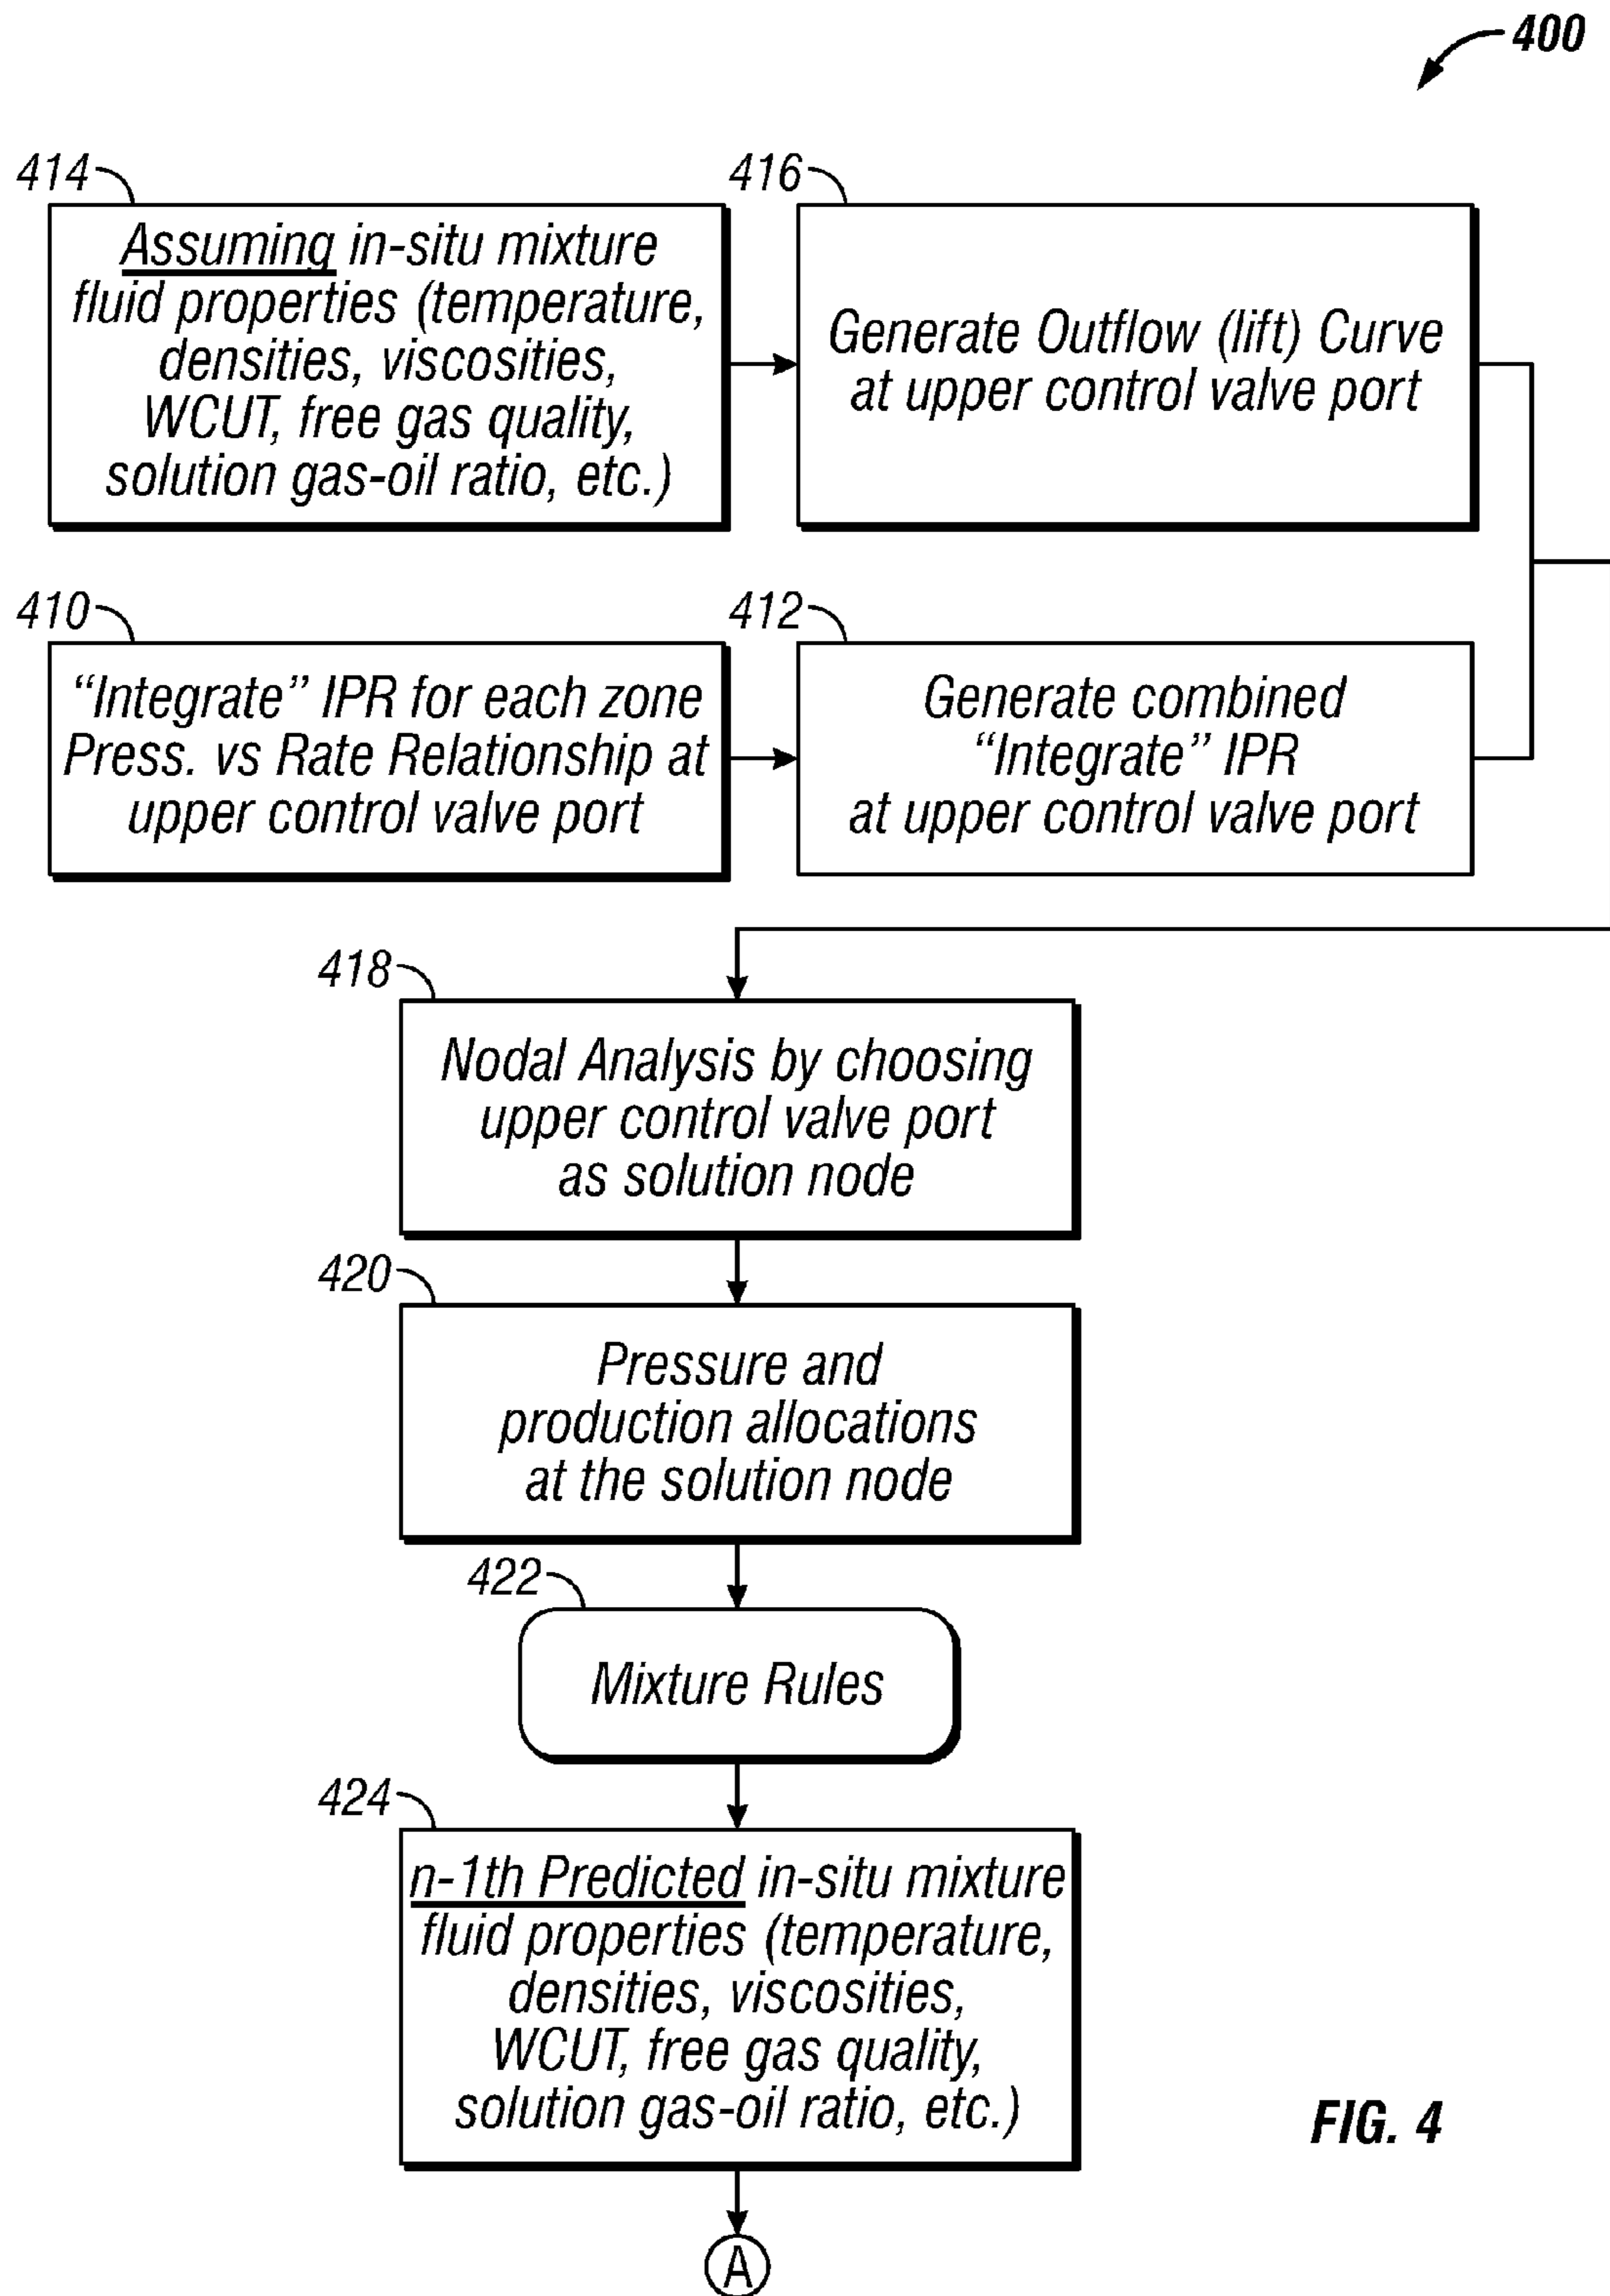 400
414
Assuming in-situ mixture
fluid properties (temperature,
densities, viscosities,
WCUT, free gas quality,
solution gas-oil ratio, etc.)
416
Generate Outflow (lift) Curve
at upper control valve port
410
“Integrate” IPR for each zone
Press. vs Rate Relationship at
upper control valve port
412
Generate combined
“Integrate” IPR
at upper control valve port
418
Nodal Analysis by choosing
upper control valve port
as solution node
420
Pressure and
production allocations
at the solution node
422
Mixture Rules
424
n-1th Predicted in-situ mixture
fluid properties (temperature,
densities, viscosities,
WCUT, free gas quality,
solution gas-oil ratio, etc.)
A
FIG. 4